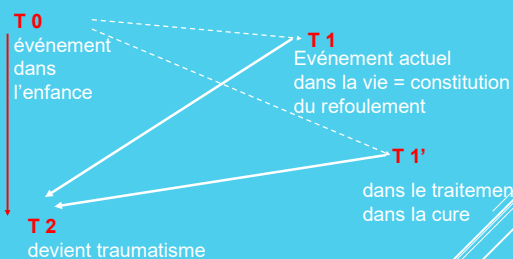 T 0
événement
dans
l’enfance
T 1
Evénement actuel
dans la vie = constitution
du refoulement
T 1’
dans le traitemen
dans la cure
T 2
devient traumatisme